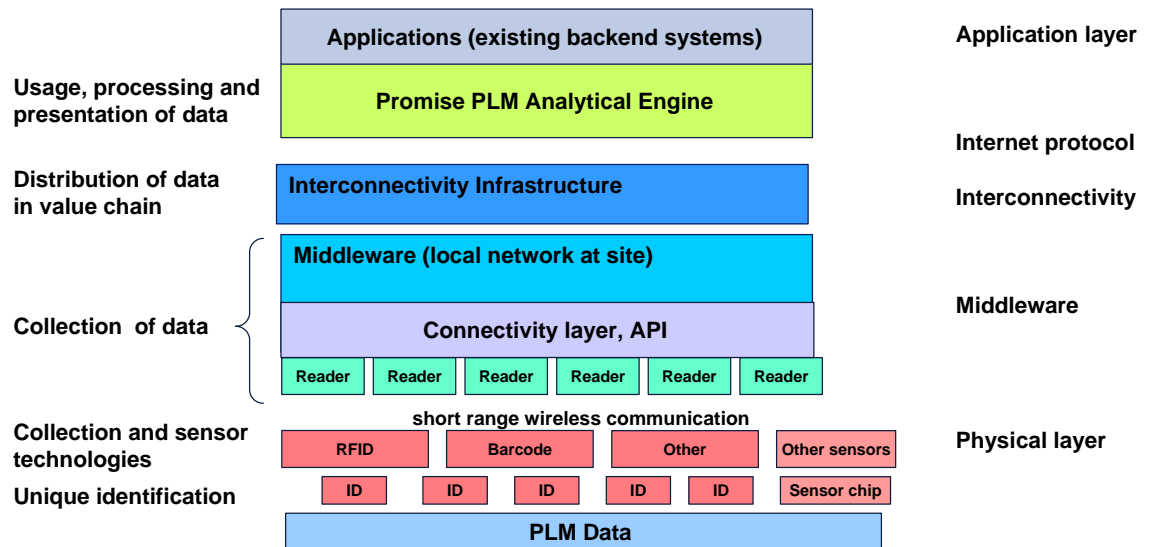 Applications (existing backend systems)
Application layer
Usage, processing and
presentation of data
Promise PLM Analytical Engine
Internet protocol
Distribution of data
in value chain
Interconnectivity Infrastructure
Interconnectivity
Middleware (local network at site)
Middleware
Collection of data
Connectivity layer, API
Reader Reader Reader Reader Reader Reader
short range wireless communication
Collection and sensor
technologies
RFID Barcode Other Other sensors
Physical layer
Unique identification
ID ID ID ID ID Sensor chip
PLM Data